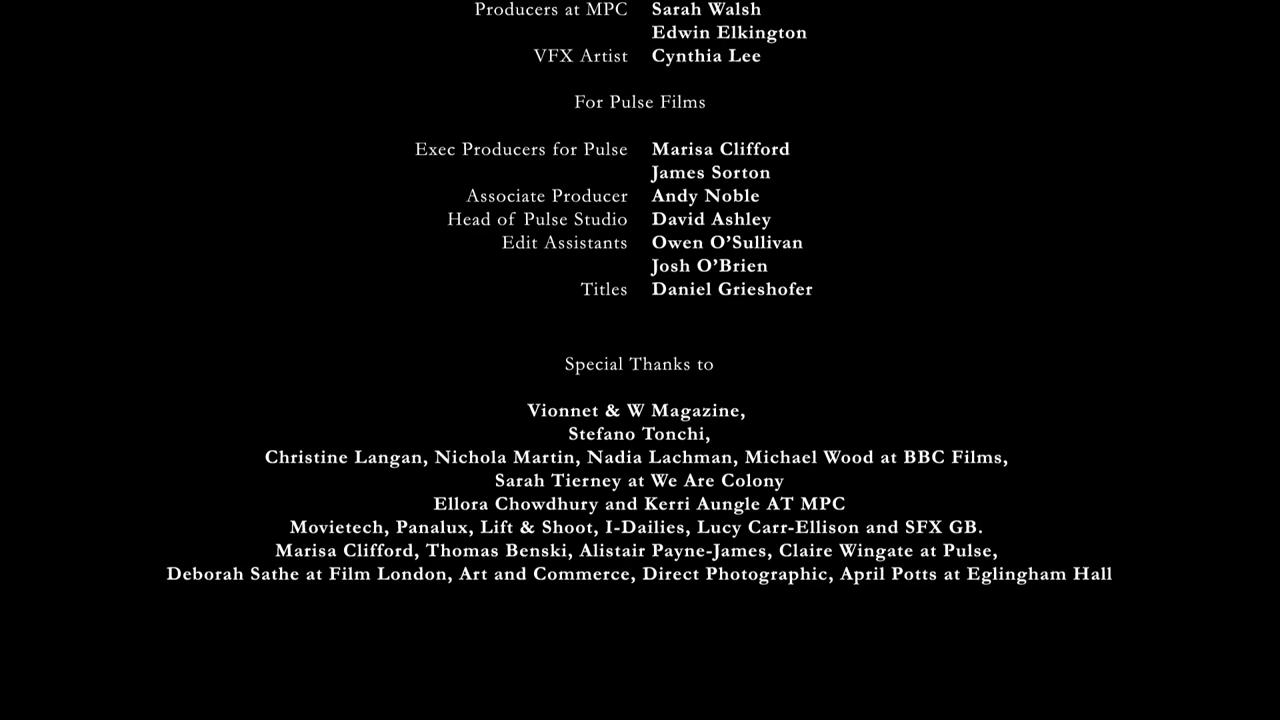 Producers at MPC Sarah Walsh
Edwin Elkington
VFX Artist Cynthia Lee
For Pulse Films
Exec Producers for Pulse Marisa Clifford
James Sorton
Associate Producer Andy Noble
Head of Pulse Studio David Ashley
Edit Assistants Owen O'Sullivan
Josh O'Brien
Titles Daniel Grieshofer
Special Thanks to
Vionnet & W Magazine,
Stefano Tonchi,
Christine Langan, Nichola Martin, Nadia Lachman, Michael Wood at BBC Films,
Sarah Tierney at We Are Colony
Ellora Chowdhury and Kerri Aungle AT MPC
Movietech, Panalux, Lift & Shoot, I-Dailies, Lucy Carr-Ellison and SFX GB.
Marisa Clifford, Thomas Benski, Alistair Payne-James, Claire Wingate at Pulse,
Deborah Sathe at Film London, Art and Commerce, Direct Photographic, April Potts at Eglingham Hall